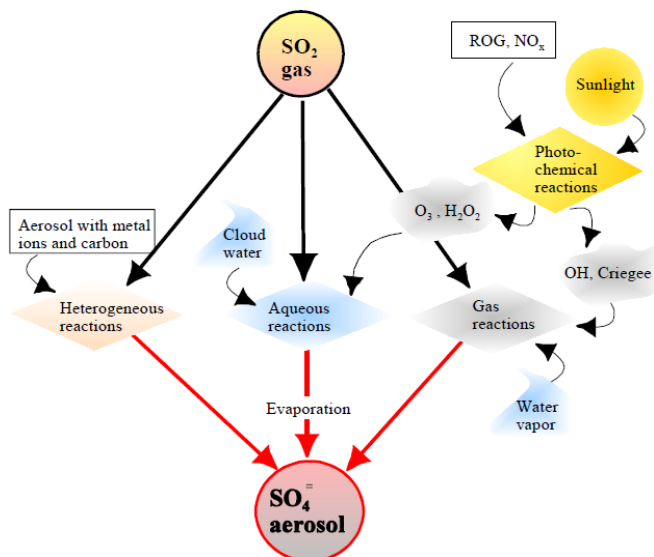 SO₂
gas
ROG, NOₓ
Sunlight
Photo-
chemical
reactions
O₃ , H₂O₂
Aerosol with metal
ions and carbon
Cloud
water
OH, Criegee
Heterogeneous
reactions
Aqueous
reactions
Gas
reactions
Evaporation
Water
vapor
SO₄⁼
aerosol